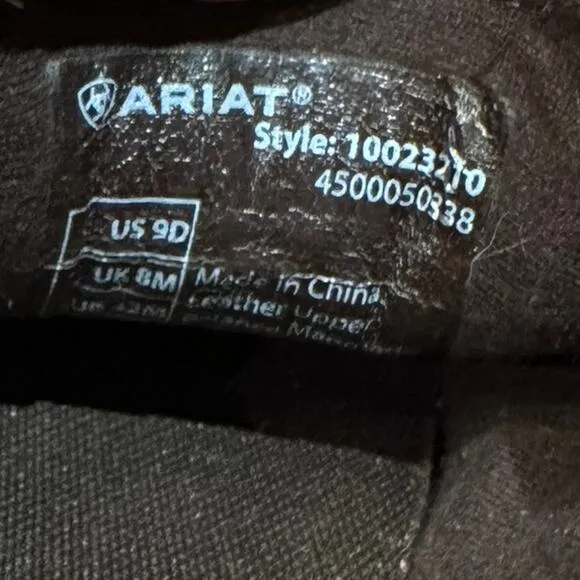 ARIAT®
Style: 10023210
4500050338
US 9D
UK 8M
Made in China
Leather Upper